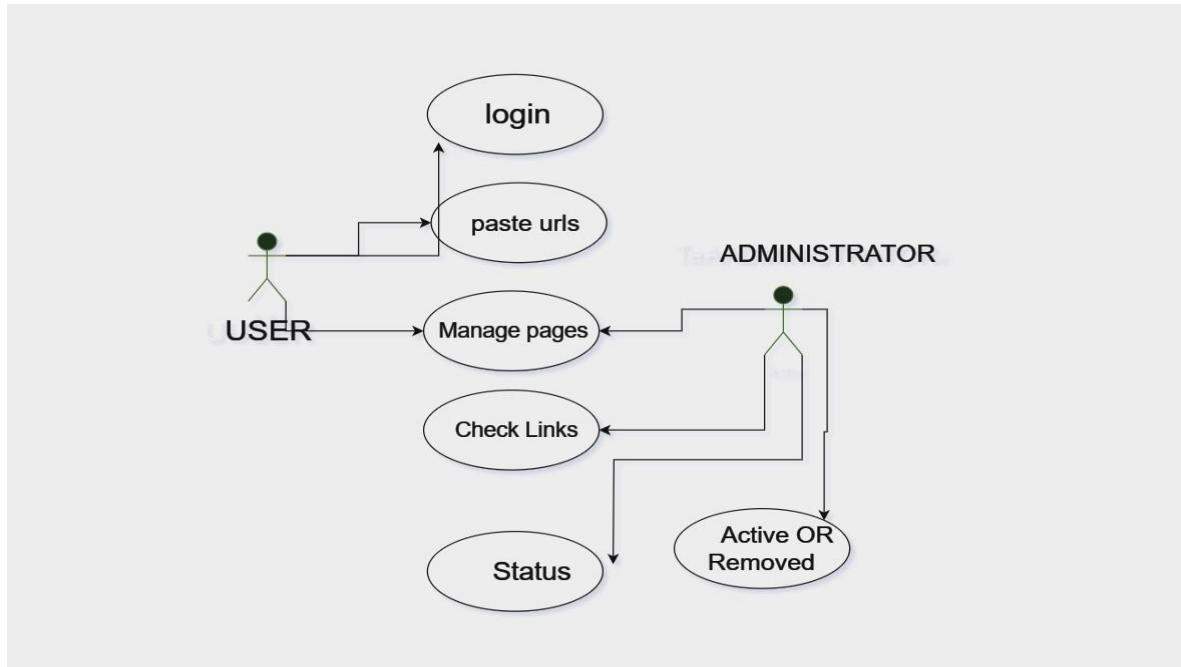 login
paste urls
ADMINISTRATOR
USER
Manage pages
Check Links
Active OR
Removed
Status